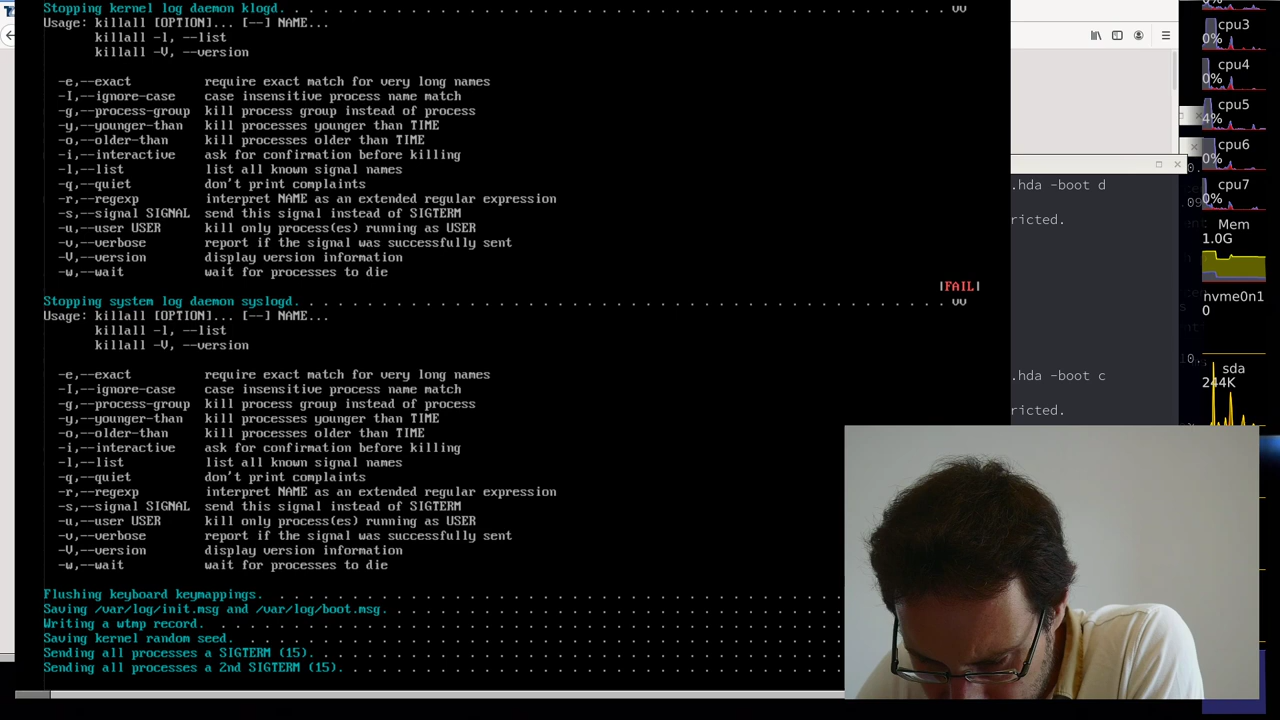 Stopping kernel log daemon klogd.
Usage: killall [OPTION]... [--] NAME...
killall -l, --list
killall -V, --version
-e,--exact require exact match for very long names
-I,--ignore-case case insensitive process name match
-g,--process-group kill process group instead of process
-y,--younger-than kill processes younger than TIME
-o,--older-than kill processes older than TIME
-i,--interactive ask for confirmation before killing
-l,--list list all known signal names
-q,--quiet don't print complaints
-r,--regexp interpret NAME as an extended regular expression
-s,--signal SIGNAL send this signal instead of SIGTERM
-u,--user USER kill only process(es) running as USER
-v,--verbose report if the signal was successfully sent
-V,--version display version information
-w,--wait wait for processes to die
|FAIL|
Stopping system log daemon syslogd.
Usage: killall [OPTION]... [--] NAME...
killall -l, --list
killall -V, --version
-e,--exact require exact match for very long names
-I,--ignore-case case insensitive process name match
-g,--process-group kill process group instead of process
-y,--younger-than kill processes younger than TIME
-o,--older-than kill processes older than TIME
-i,--interactive ask for confirmation before killing
-l,--list list all known signal names
-q,--quiet don't print complaints
-r,--regexp interpret NAME as an extended regular expression
-s,--signal SIGNAL send this signal instead of SIGTERM
-u,--user USER kill only process(es) running as USER
-v,--verbose report if the signal was successfully sent
-V,--version display version information
-w,--wait wait for processes to die
Flushing keyboard keymappings.
Saving /var/log/init.msg and /var/log/boot.msg.
Writing a wtmp record.
Saving kernel random seed.
Sending all processes a SIGTERM (15).
Sending all processes a 2nd SIGTERM (15).
.hda -boot d
ricted.
.hda -boot c
ricted.
cpu3
0%
cpu4
0%
cpu5
4%
cpu6
0%
cpu7
0%
Mem
1.0G
nvme0n1
0
sda
244K